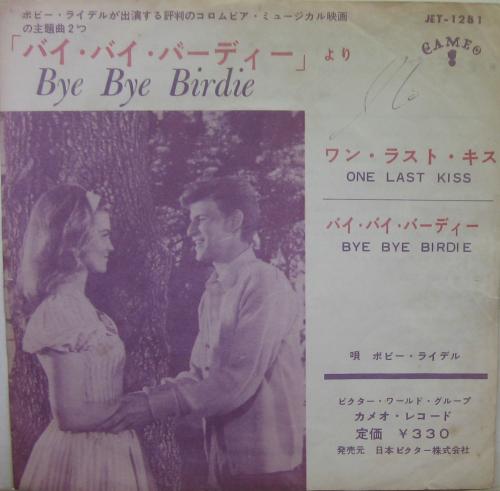 ボビー・ライデルが出演する評判のコロムビア・ミュージカル映画
の主題曲2つ
「バイ・バイ・バーディー」より
Bye Bye Birdie
JET-1281
CAMEO
ワン・ラスト・キス
ONE LAST KISS
バイ・バイ・バーディー
BYE BYE BIRDIE
唄 ボビー・ライデル
ビクター・ワールド・グループ
カメオ・レコード
定価 ￥330
発売元 日本ビクター株式会社